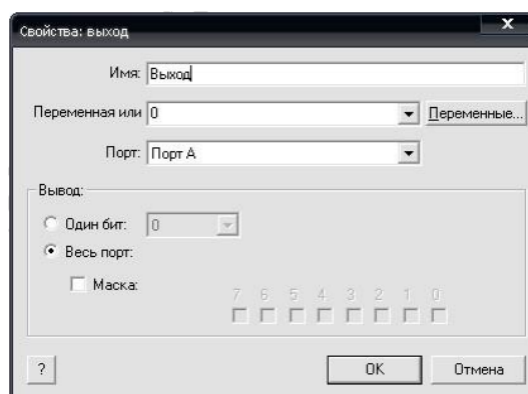 Свойства: выход
X
Имя: Выход
Переменная или 0 Переменные...
Порт: Порт А
Вывод:
Один бит: 0
Весь порт:
Маска:
7 6 5 4 3 2 1 0
? OK Отмена